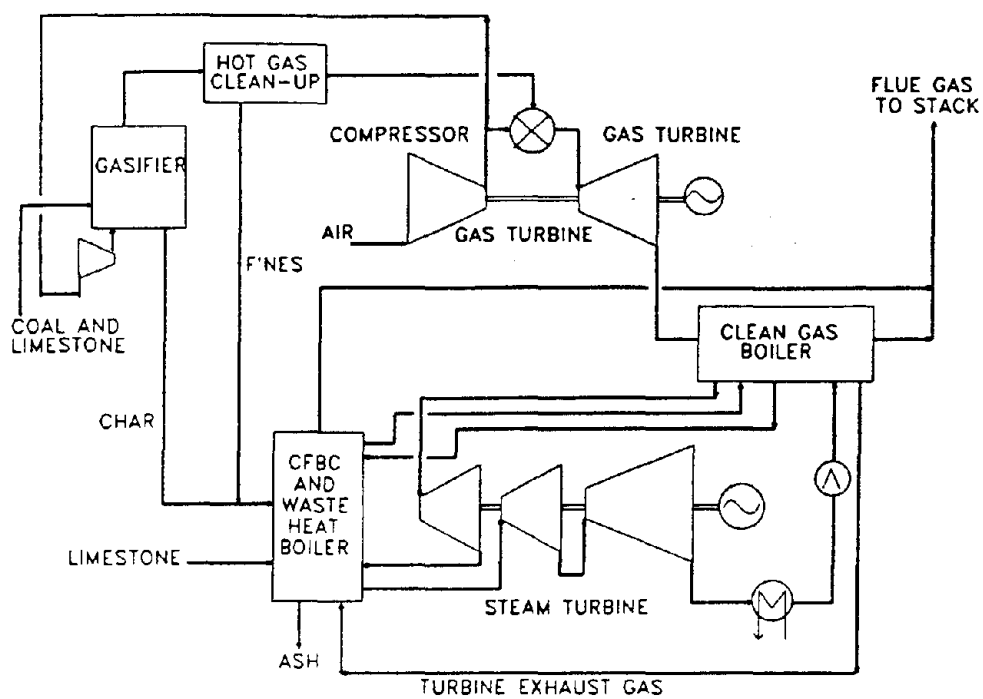 HOT GAS
CLEAN-UP
FLUE GAS
TO STACK
COMPRESSOR
GAS TURBINE
GASIFIER
AIR
GAS TURBINE
F'NES
COAL AND
LIMESTONE
CLEAN GAS
BOILER
CHAR
CFBC
AND
WASTE
HEAT
BOILER
LIMESTONE
STEAM TURBINE
ASH
TURBINE EXHAUST GAS